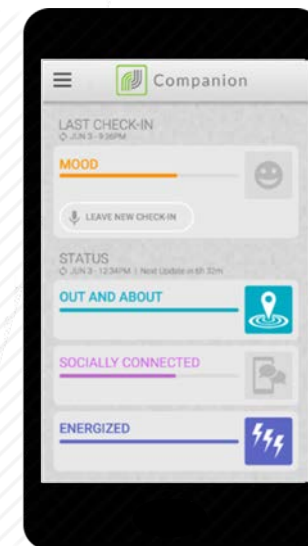 Companion
LAST CHECK-IN
JUN 3 - 9:36PM
MOOD
LEAVE NEW CHECK-IN
STATUS
JUN 3 - 12:34PM | Next Update in 6h 32m
OUT AND ABOUT
SOCIALLY CONNECTED
ENERGIZED